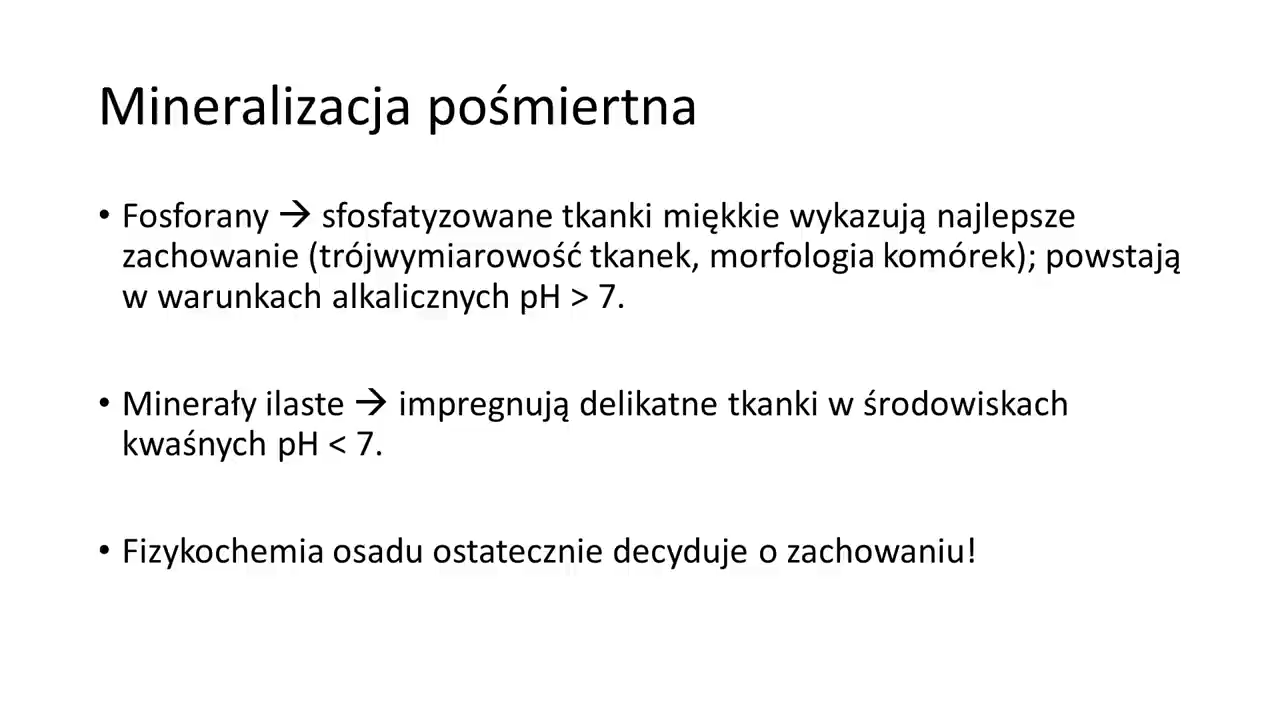 Mineralizacja pośmiertna
• Fosforany → sfosfatyzowane tkanki miękkie wykazują najlepsze
zachowanie (trójwymiarowość tkanek, morfologia komórek); powstają
w warunkach alkalicznych pH > 7.
• Minerały ilaste → impregnują delikatne tkanki w środowiskach
kwaśnych pH < 7.
• Fizykochemia osadu ostatecznie decyduje o zachowaniu!